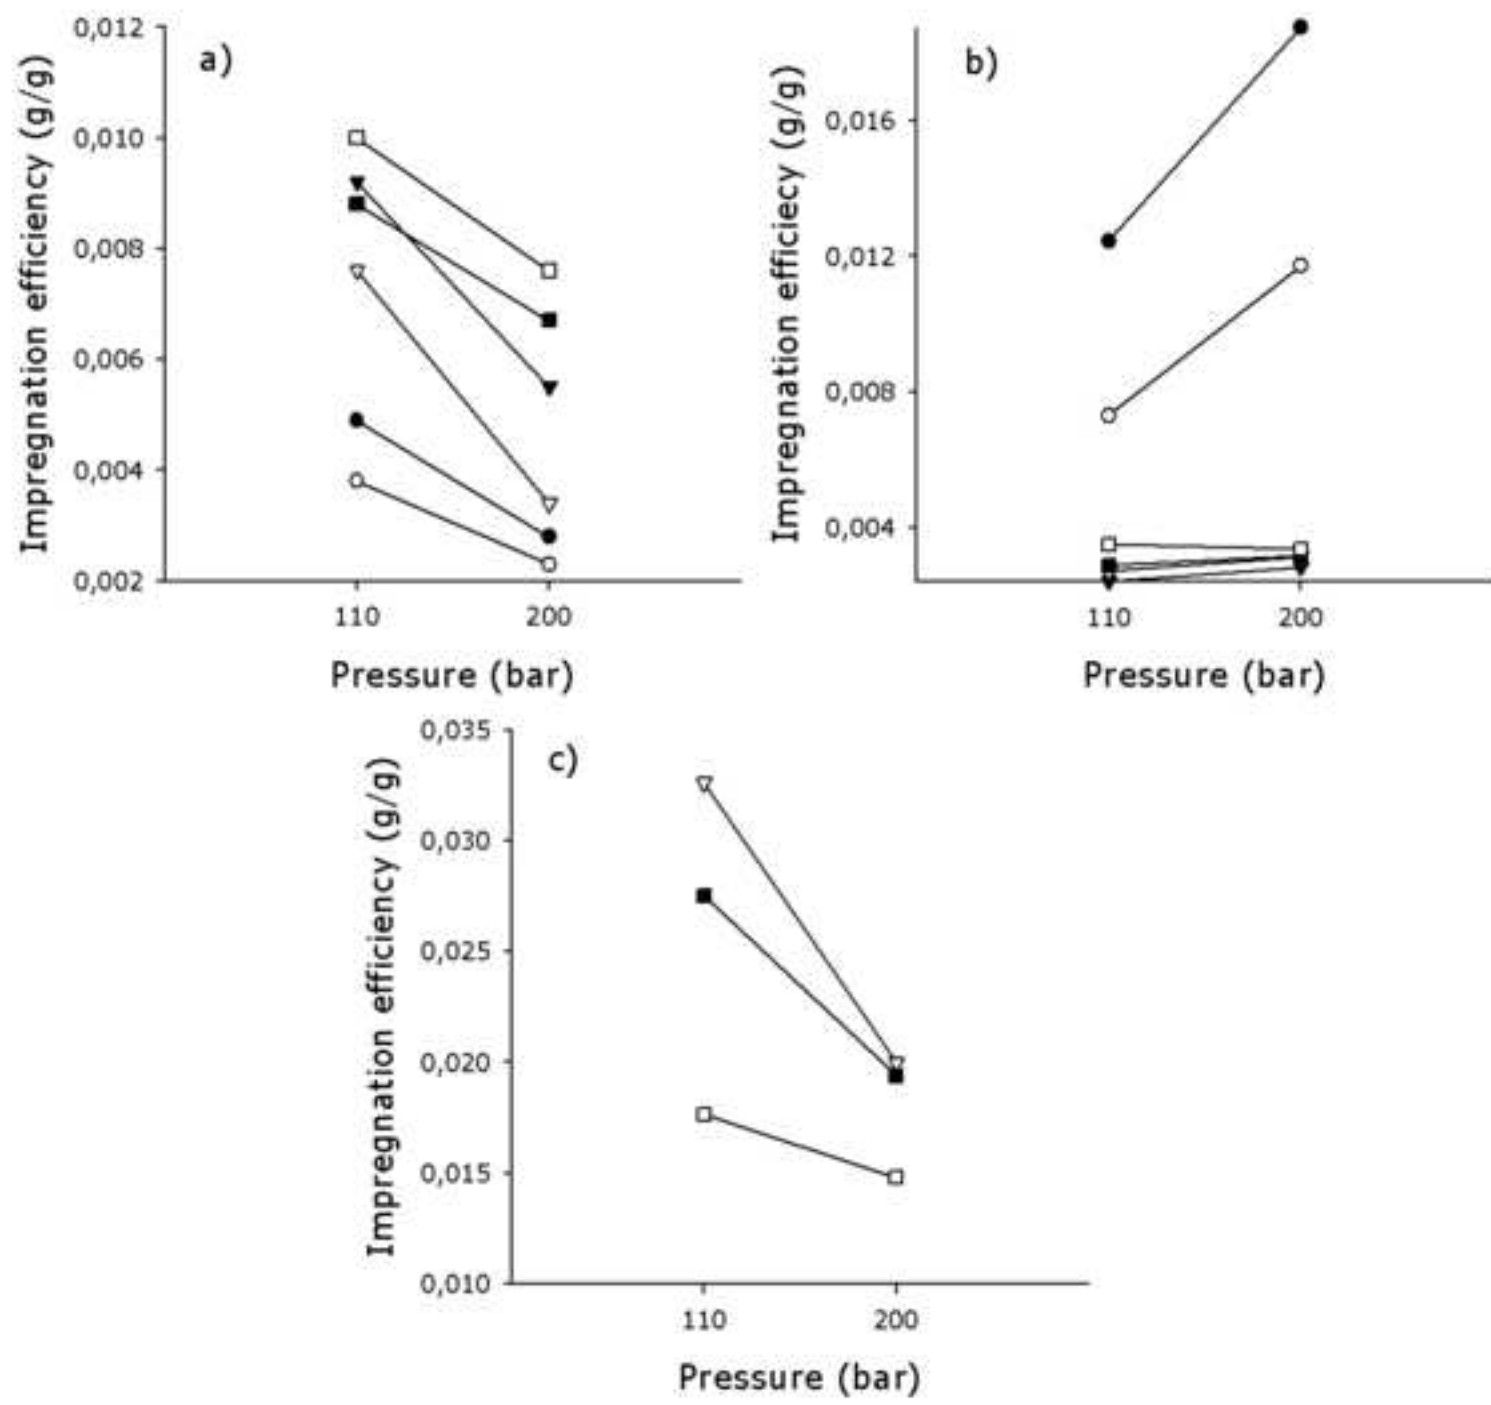 a)
Impregnation efficiency (g/g)
0,012
0,010
0,008
0,006
0,004
0,002
110 200
Pressure (bar)
b)
Impregnation efficiecy (g/g)
0,016
0,012
0,008
0,004
110 200
Pressure (bar)
c)
Impregnation efficiency (g/g)
0,035
0,030
0,025
0,020
0,015
0,010
110 200
Pressure (bar)